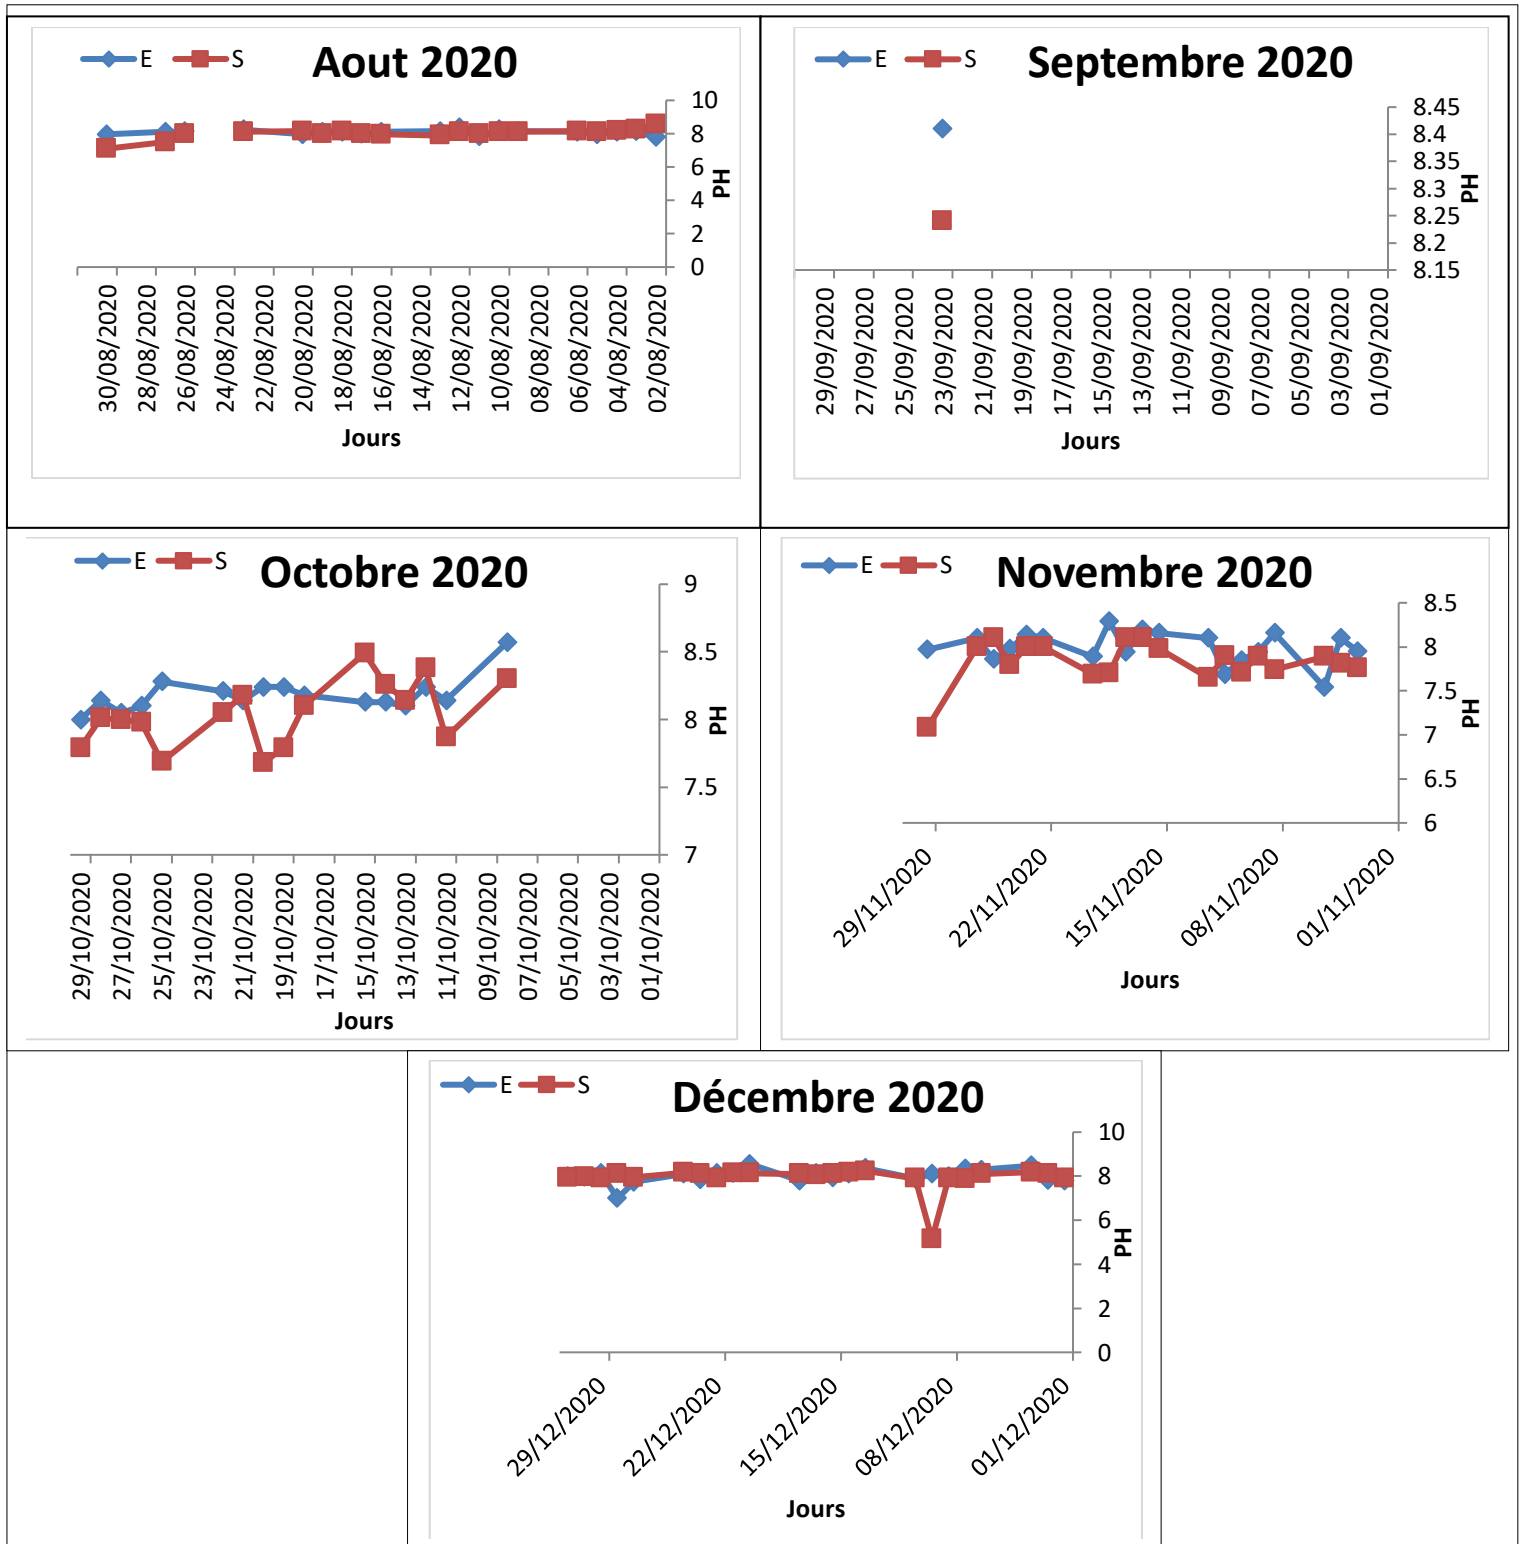 E S Aout 2020
10
8
6
4
2
0
PH
30/08/2020 28/08/2020 26/08/2020 24/08/2020 22/08/2020 20/08/2020 18/08/2020 16/08/2020 14/08/2020 12/08/2020 10/08/2020 08/08/2020 06/08/2020 04/08/2020 02/08/2020
Jours
E S Septembre 2020
8.45
8.4
8.35
8.3
8.25
8.2
8.15
PH
29/09/2020 27/09/2020 25/09/2020 23/09/2020 21/09/2020 19/09/2020 17/09/2020 15/09/2020 13/09/2020 11/09/2020 09/09/2020 07/09/2020 05/09/2020 03/09/2020 01/09/2020
Jours
E S Octobre 2020
9
8.5
8
7.5
7
PH
29/10/2020 27/10/2020 25/10/2020 23/10/2020 21/10/2020 19/10/2020 17/10/2020 15/10/2020 13/10/2020 11/10/2020 09/10/2020 07/10/2020 05/10/2020 03/10/2020 01/10/2020
Jours
E S Novembre 2020
8.5
8
7.5
7
6.5
6
PH
29/11/2020 22/11/2020 15/11/2020 08/11/2020 01/11/2020
Jours
E S Décembre 2020
10
8
6
4
2
0
PH
29/12/2020 22/12/2020 15/12/2020 08/12/2020 01/12/2020
Jours